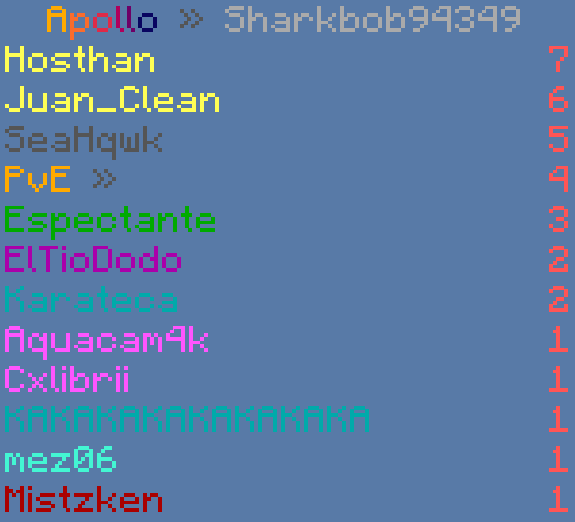 Apollo » Sharkbob94349
Hosthan 7
Juan_Clean 6
SeaHqwk 5
PvE » 4
Espectante 3
ElTioDodo 2
Karateca 2
Aquacam4k 1
Cxlibrii 1
KAKAKAKAKAKAKAKA 1
mez06 1
Mistzken 1